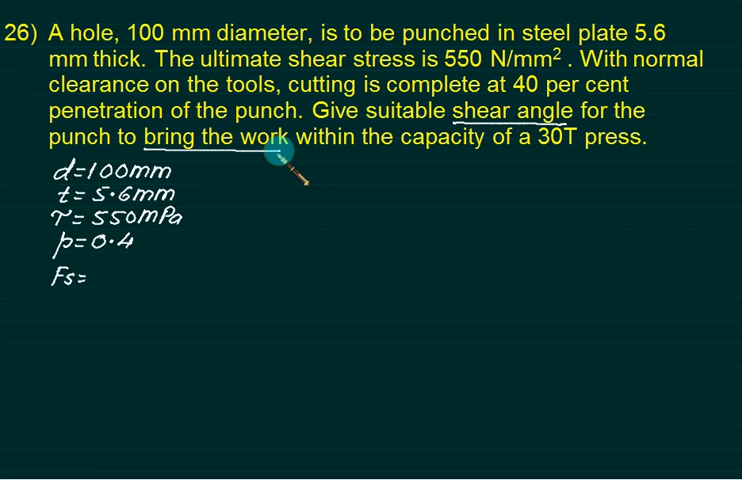 26) A hole, 100 mm diameter, is to be punched in steel plate 5.6
mm thick. The ultimate shear stress is 550 N/mm². With normal
clearance on the tools, cutting is complete at 40 per cent
penetration of the punch. Give suitable shear angle for the
punch to bring the work within the capacity of a 30T press.
d=100mm
t=5.6mm
τ=550mPa
p=0.4
Fs=